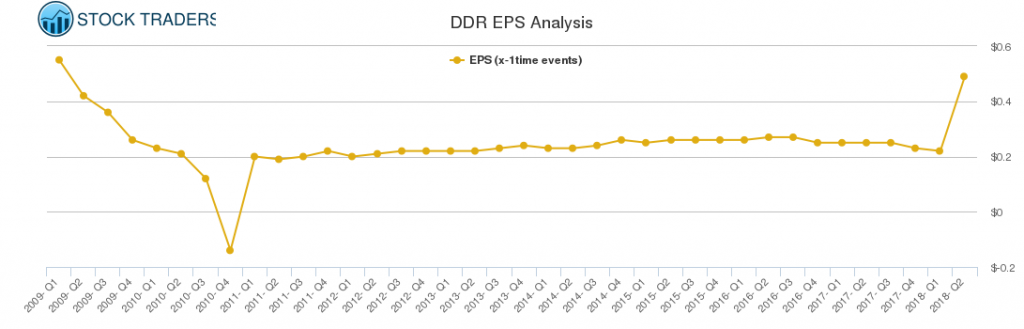 STOCK TRADERS
DDR EPS Analysis
EPS (x-1time events)
$0.6
$0.4
$0.2
$0
$-0.2
2009- Q1
2009- Q2
2009- Q3
2009- Q4
2010- Q1
2010- Q2
2010- Q3
2010- Q4
2011- Q1
2011- Q2
2011- Q3
2011- Q4
2012- Q1
2012- Q2
2012- Q3
2012- Q4
2013- Q1
2013- Q2
2013- Q3
2013- Q4
2014- Q1
2014- Q2
2014- Q3
2014- Q4
2015- Q1
2015- Q2
2015- Q3
2015- Q4
2016- Q1
2016- Q2
2016- Q3
2016- Q4
2017- Q1
2017- Q2
2017- Q3
2017- Q4
2018- Q1
2018- Q2